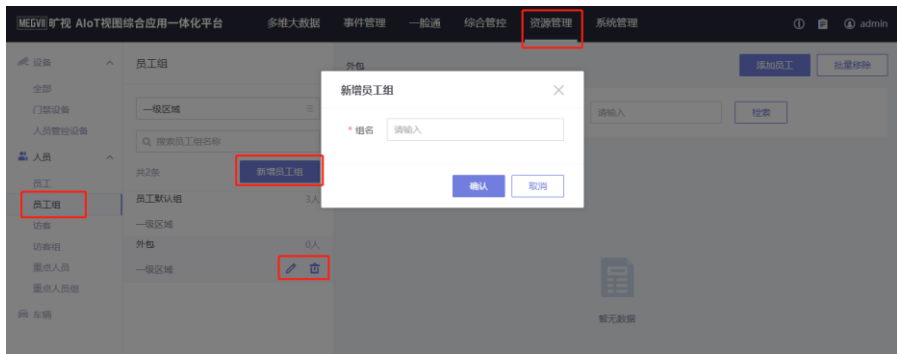 MEGVII 旷视 AIoT视图综合应用一体化平台 多维大数据 事件管理 一脸通 综合管控 资源管理 系统管理 admin
设备 员工组 外包 添加员工 批量移除
全部
新增员工组
门禁设备 一级区域 请输入 检索
人员管控设备
* 组名 请输入
搜索员工组名称
人员
共2条 新增员工组
员工
确认 取消
员工组 员工默认组 3人
访客 一级区域
访客组 外包 0人
重点人员 一级区域
重点人员组
车辆 暂无数据